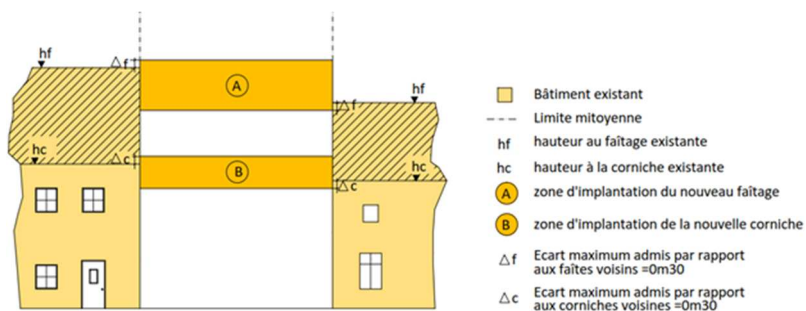 hf
△f
A
△f
hf
hc
△c
B
△c
hc
Bâtiment existant
Limite mitoyenne
hf hauteur au faîtage existante
hc hauteur à la corniche existante
A zone d'implantation du nouveau faîtage
B zone d'implantation de la nouvelle corniche
△f Ecart maximum admis par rapport
aux faîtes voisins =0m30
△c Ecart maximum admis par rapport
aux corniches voisines =0m30